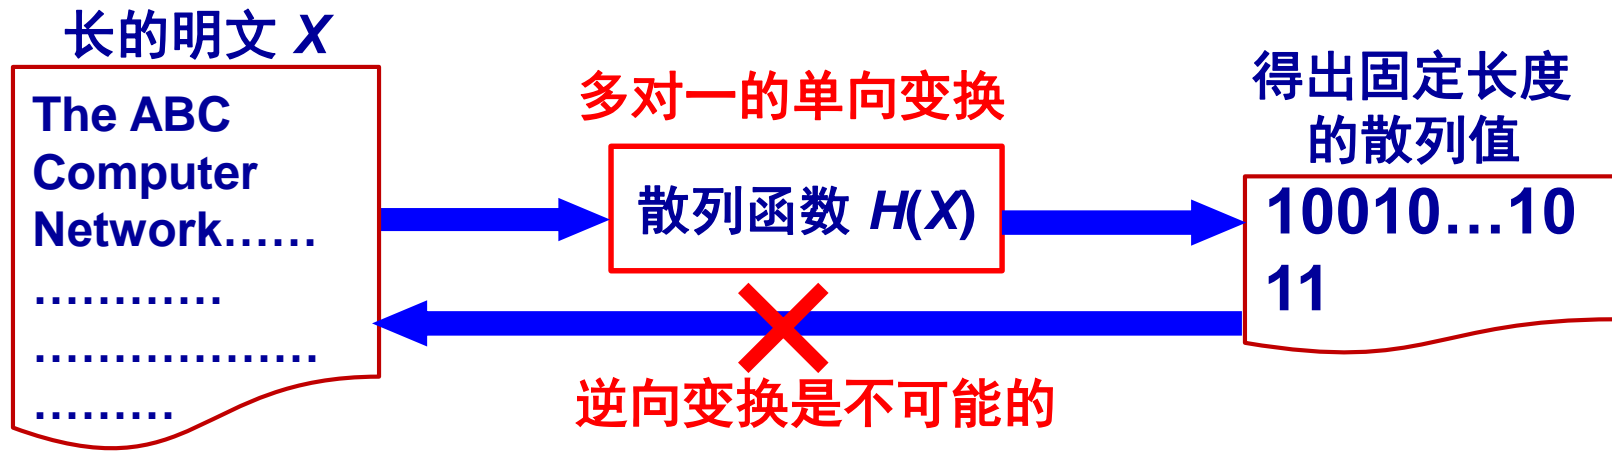 长的明文 X
The ABC
Computer
Network……
…………
………………
………
多对一的单向变换
散列函数 H(X)
逆向变换是不可能的
得出固定长度
的散列值
10010…10
11